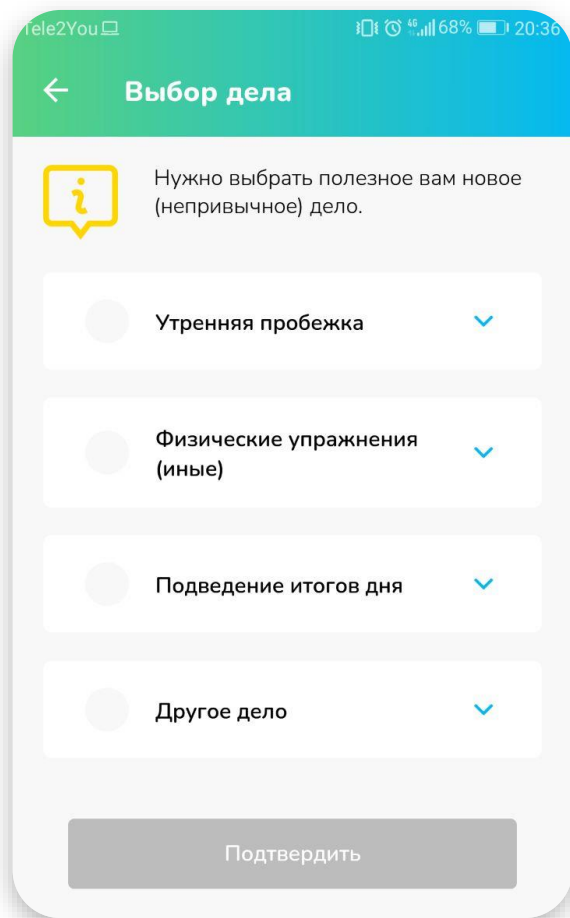 Tele2You 68% 20:36
Выбор дела
Нужно выбрать полезное вам новое
(непривычное) дело.
Утренняя пробежка
Физические упражнения
(иные)
Подведение итогов дня
Другое дело
Подтвердить